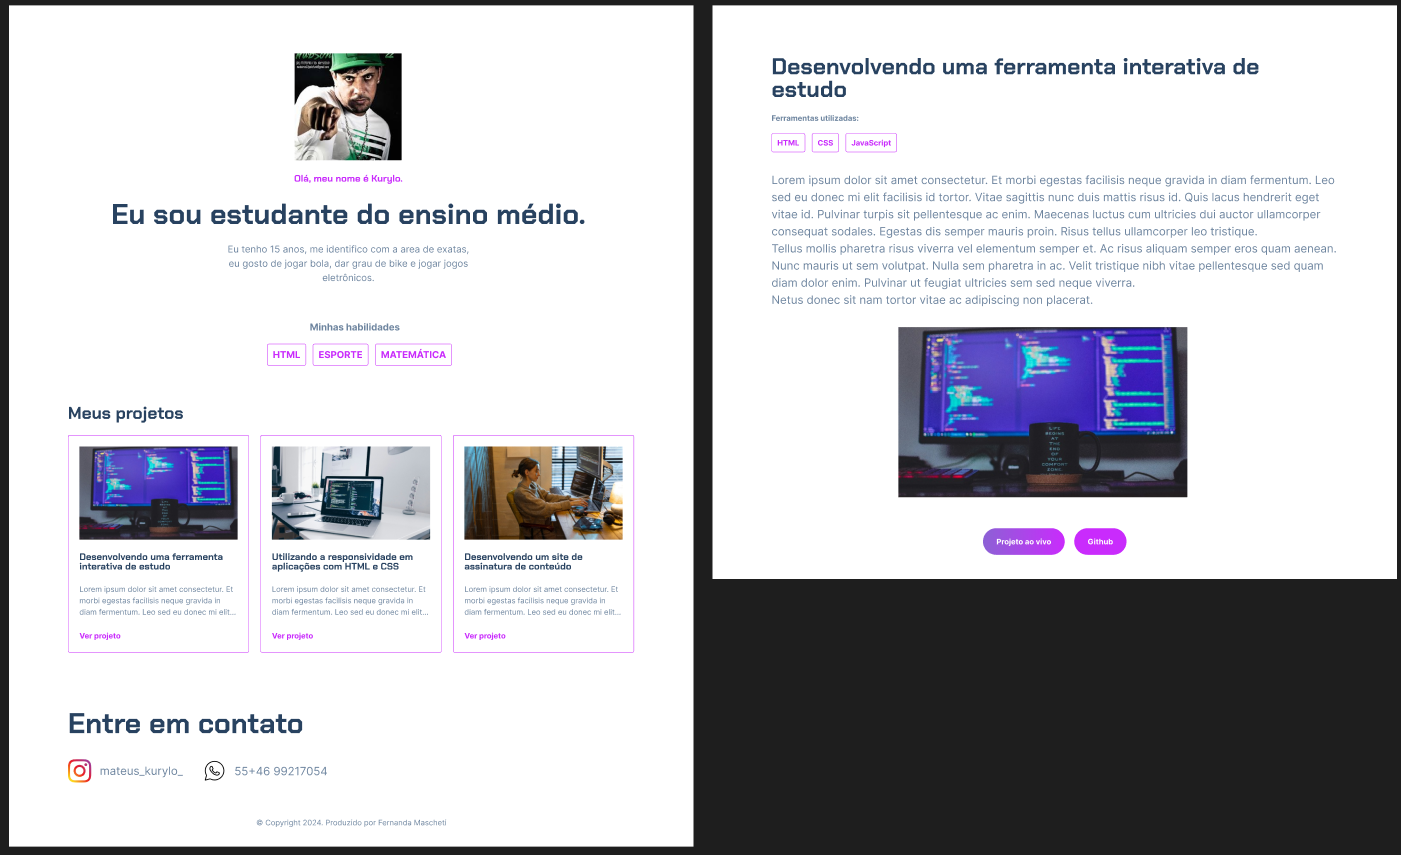 Olá, meu nome é Kurylo.
Eu sou estudante do ensino médio.
Eu tenho 15 anos, me identifico com a area de exatas,
eu gosto de jogar bola, dar grau de bike e jogar jogos
eletrônicos.
Minhas habilidades
HTML
ESPORTE
MATEMÁTICA
Meus projetos
Desenvolvendo uma ferramenta
interativa de estudo
Lorem ipsum dolor sit amet consectetur. Et
morbi egestas facilisis neque gravida in
diam fermentum. Leo sed eu donec mi elit...
Ver projeto
Utilizando a responsividade em
aplicações com HTML e CSS
Lorem ipsum dolor sit amet consectetur. Et
morbi egestas facilisis neque gravida in
diam fermentum. Leo sed eu donec mi elit...
Ver projeto
Desenvolvendo um site de
assinatura de conteúdo
Lorem ipsum dolor sit amet consectetur. Et
morbi egestas facilisis neque gravida in
diam fermentum. Leo sed eu donec mi elit...
Ver projeto
Entre em contato
mateus_kurylo_
55+46 99217054
© Copyright 2024. Produzido por Fernanda Mascheti
Desenvolvendo uma ferramenta interativa de
estudo
Ferramentas utilizadas:
HTML
CSS
JavaScript
Lorem ipsum dolor sit amet consectetur. Et morbi egestas facilisis neque gravida in diam fermentum. Leo
sed eu donec mi elit facilisis id tortor. Vitae sagittis nunc duis mattis risus id. Quis lacus hendrerit eget
vitae id. Pulvinar turpis sit pellentesque ac enim. Maecenas luctus cum ultricies dui auctor ullamcorper
consequat sodales. Egestas dis semper mauris proin. Risus tellus ullamcorper leo tristique.
Tellus mollis pharetra risus viverra vel elementum semper et. Ac risus aliquam semper eros quam aenean.
Nunc mauris ut sem volutpat. Nulla sem pharetra in ac. Velit tristique nibh vitae pellentesque sed quam
diam dolor enim. Pulvinar ut feugiat ultricies sem sed neque viverra.
Netus donec sit nam tortor vitae ac adipiscing non placerat.
LIFE
BEGINS
AT
THE
END
OF
YOUR
COMFORT
ZONE
Projeto ao vivo
Github